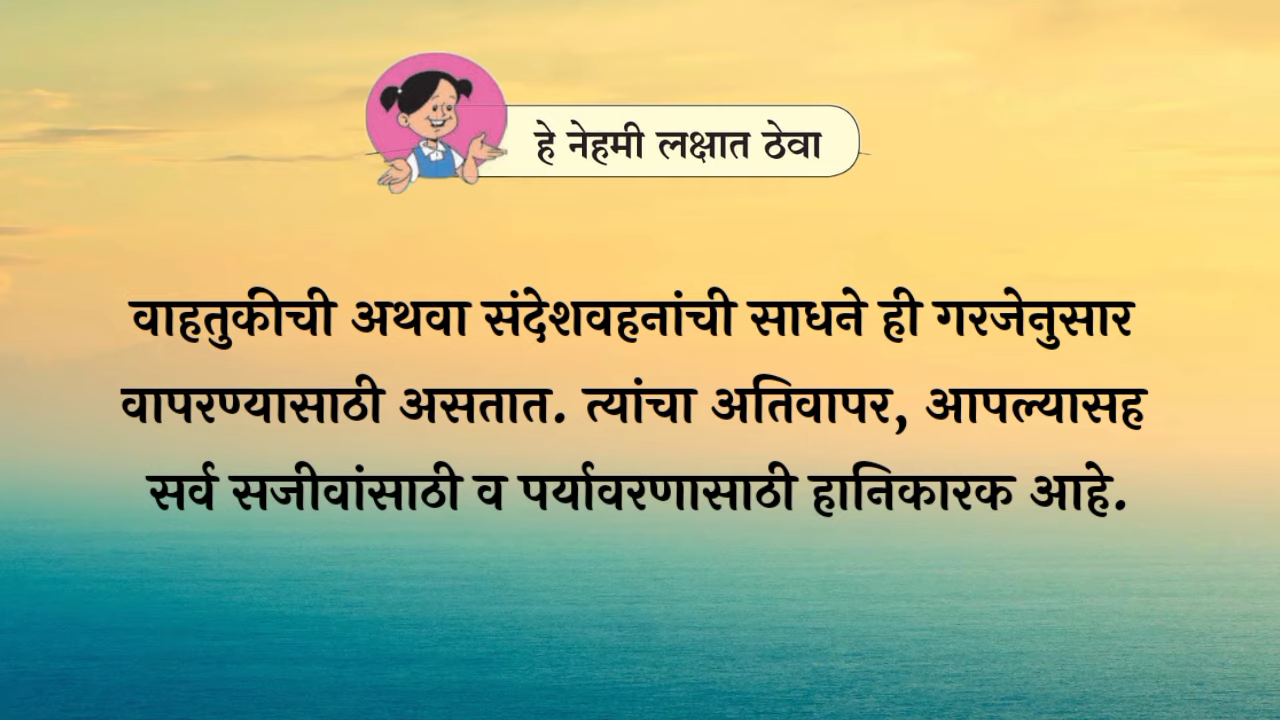 हे नेहमी लक्षात ठेवा
वाहतुकीची अथवा संदेशवहनांची साधने ही गरजेनुसार
वापरण्यासाठी असतात. त्यांचा अतिवापर, आपल्यासह
सर्व सजीवांसाठी व पर्यावरणासाठी हानिकारक आहे.